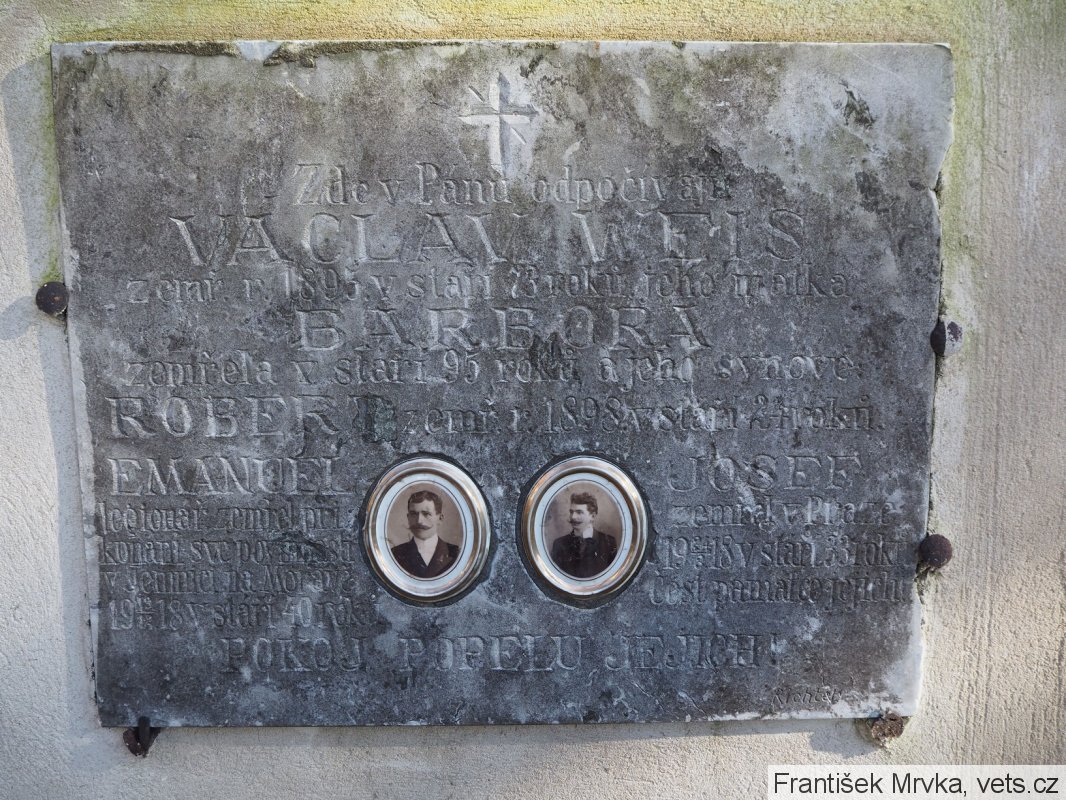 Zde v Pánu odpočívají
VÁCLAV WEIS
zemř. r. 1895 v stáří 73 roků jeho matka
BARBORA
zemřela v stáří 95 roků a jeho synové:
ROBERT zemř. r. 1898 v stáří 24 roků.
EMANUEL
legionář zemřel při
konání své povinnosti
v Jemnici na Moravě
19 18 v stáří 40 roků
JOSEF
zemřel v Praze
19 18 v stáří 33 roků
Čest památce jejich
POKOJ POPELU JEJICH!
František Mrvka, vets.cz